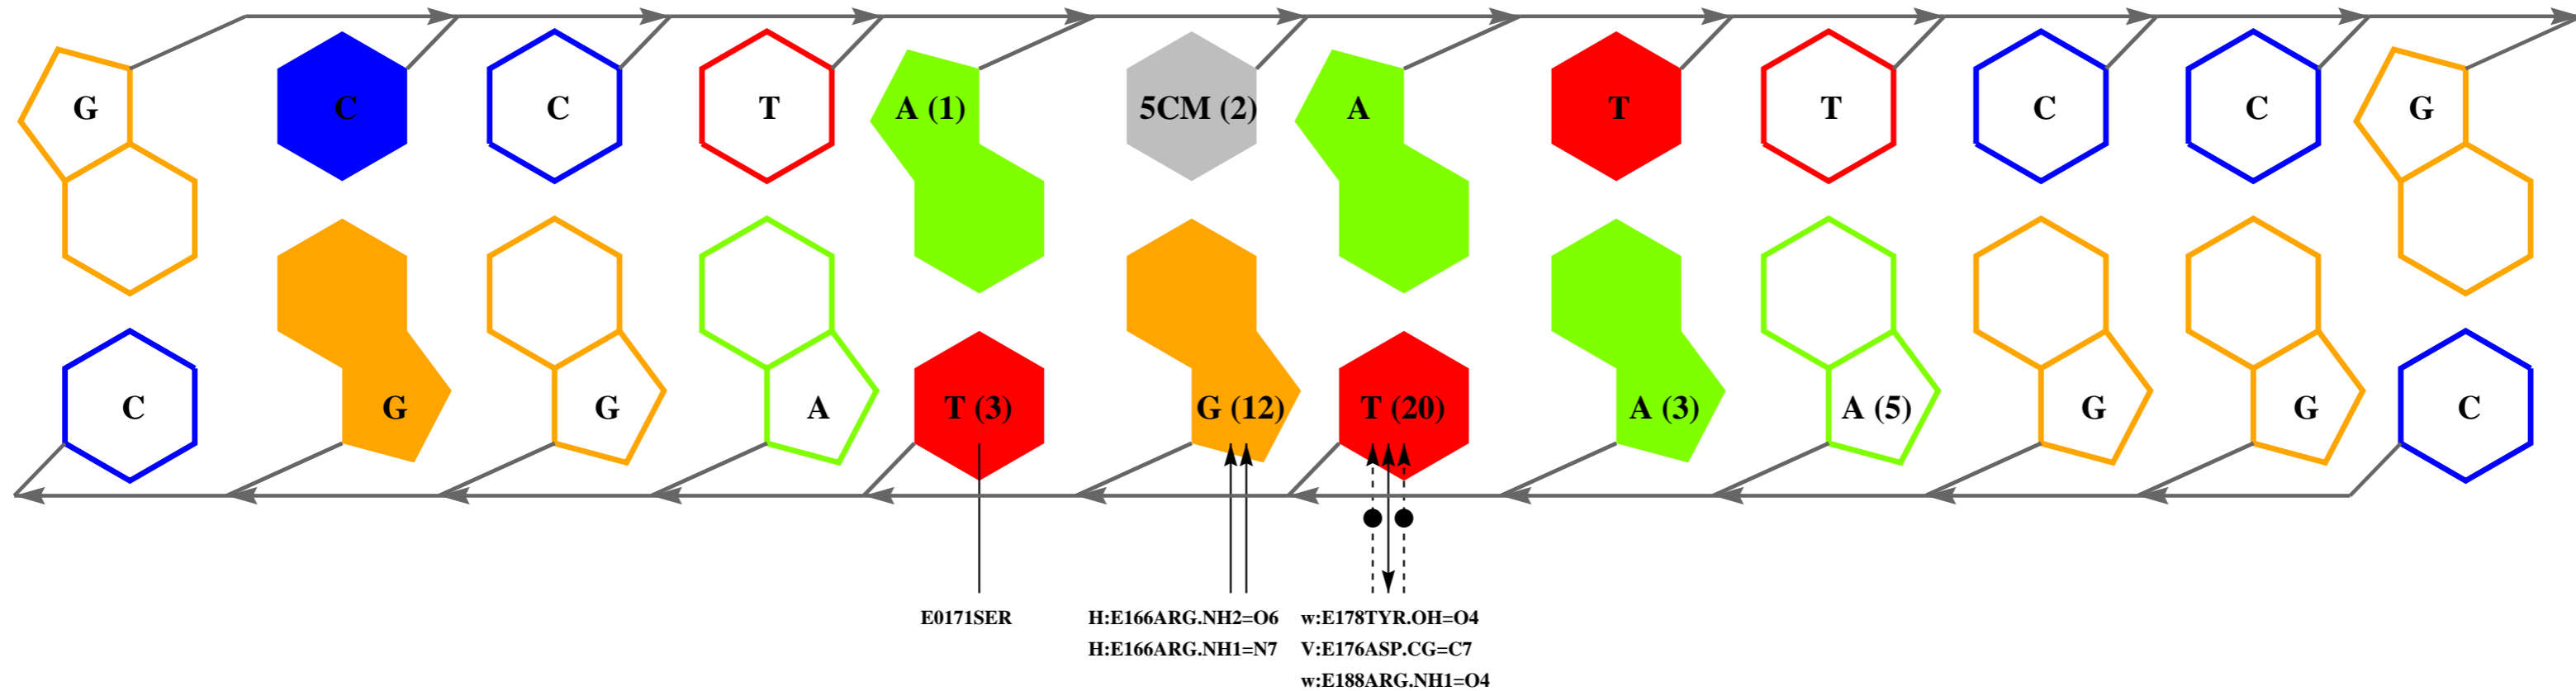 G C C T A (1) 5CM (2) A T T C C G
C G G A T (3) G (12) T (20) A (3) A (5) G G C
E0171SER H:E166ARG.NH2=O6 w:E178TYR.OH=O4
H:E166ARG.NH1=N7 V:E176ASP.CG=C7
w:E188ARG.NH1=O4